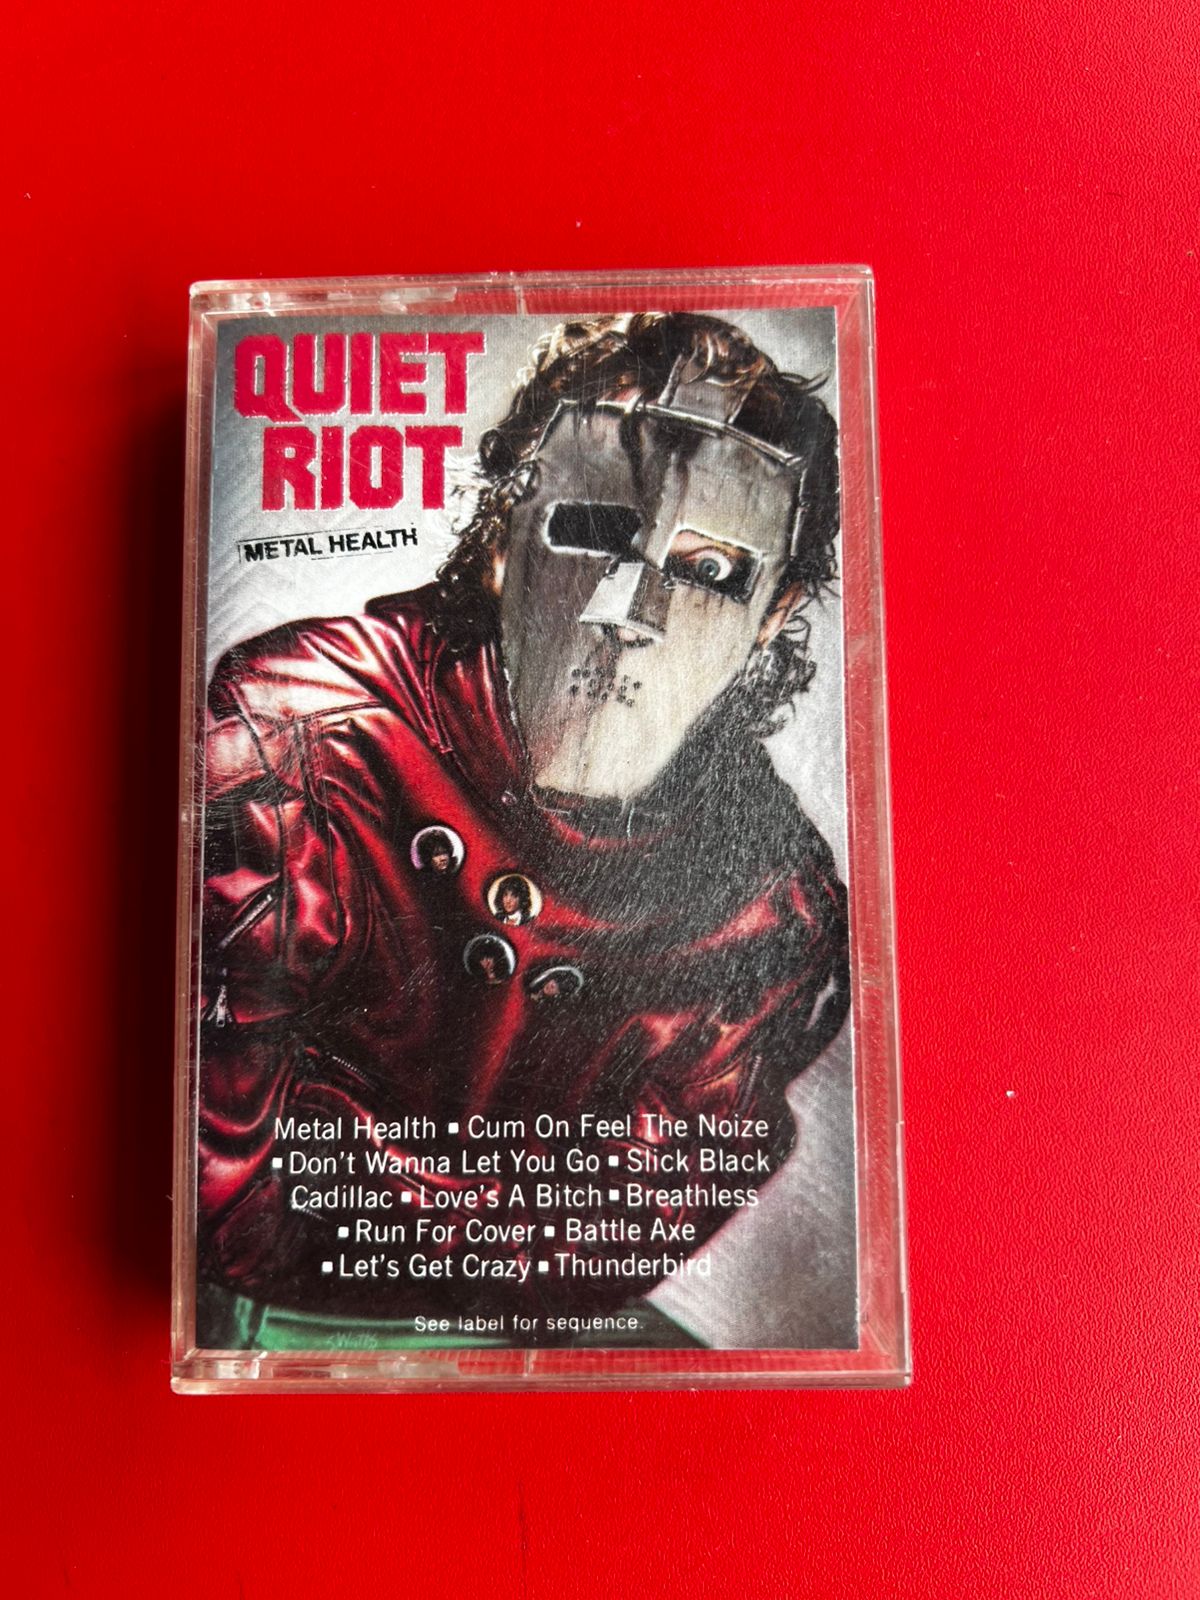 QUIET
RIOT
METAL HEALTH
Metal Health ▪ Cum On Feel The Noize
▪ Don't Wanna Let You Go ▪ Slick Black
Cadillac ▪ Love's A Bitch ▪ Breathless
▪ Run For Cover ▪ Battle Axe
▪ Let's Get Crazy ▪ Thunderbird
See label for sequence.
SWatts